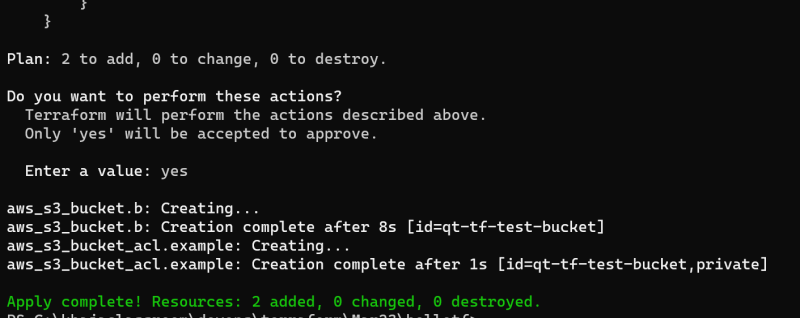 }
}
Plan: 2 to add, 0 to change, 0 to destroy.
Do you want to perform these actions?
Terraform will perform the actions described above.
Only 'yes' will be accepted to approve.
Enter a value: yes
aws_s3_bucket.b: Creating...
aws_s3_bucket.b: Creation complete after 8s [id=qt-tf-test-bucket]
aws_s3_bucket_acl.example: Creating...
aws_s3_bucket_acl.example: Creation complete after 1s [id=qt-tf-test-bucket,private]
Apply complete! Resources: 2 added, 0 changed, 0 destroyed.